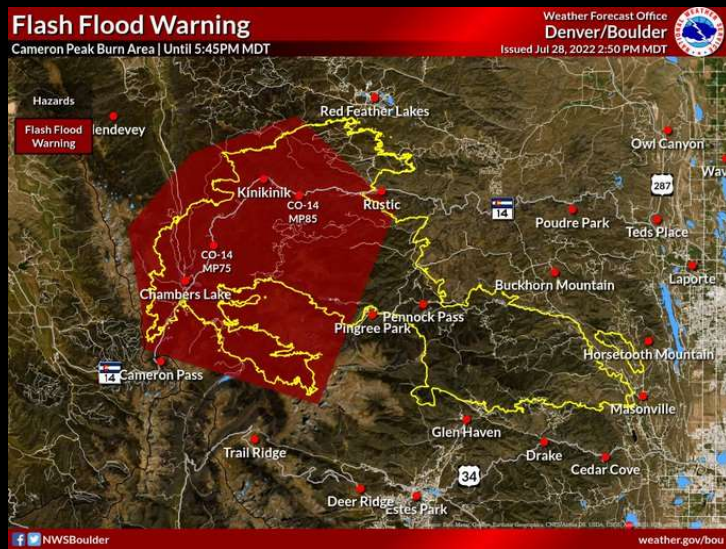 Flash Flood Warning
Cameron Peak Burn Area | Until 5:45PM MDT
Weather Forecast Office
Denver/Boulder
Issued Jul 28, 2022 2:50 PM MDT
Hazards
Flash Flood
Warning
lendevey
Red Feather Lakes
Owl Canyon
Wav
287
Kinikinik
CO-14
MP85
Rustic
14
Poudre Park
Teds Place
CO-14
MP75
Chambers Lake
Buckhorn Mountain
Laporte
Pingree Park
Pennock Pass
Horsetooth Mountain
14
Cameron Pass
Masonville
Glen Haven
Trail Ridge
Drake
Cedar Cove
34
Deer Ridge
Estes Park
NWSBoulder
weather.gov/bou